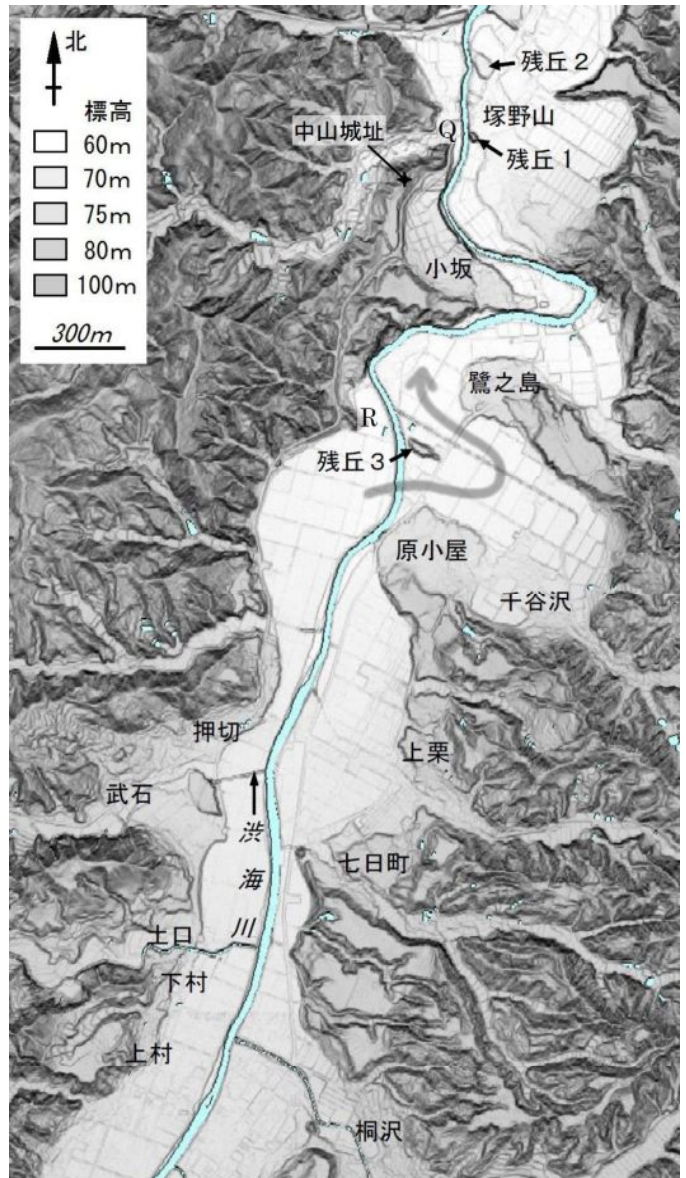 北
標高
60m
70m
75m
80m
100m
300m
残丘2
塚野山
Q
中山城址
残丘1
小坂
鷺之島
R
残丘3
原小屋
千谷沢
押切
上栗
武石
渋海川
七日町
土口
下村
上村
桐沢